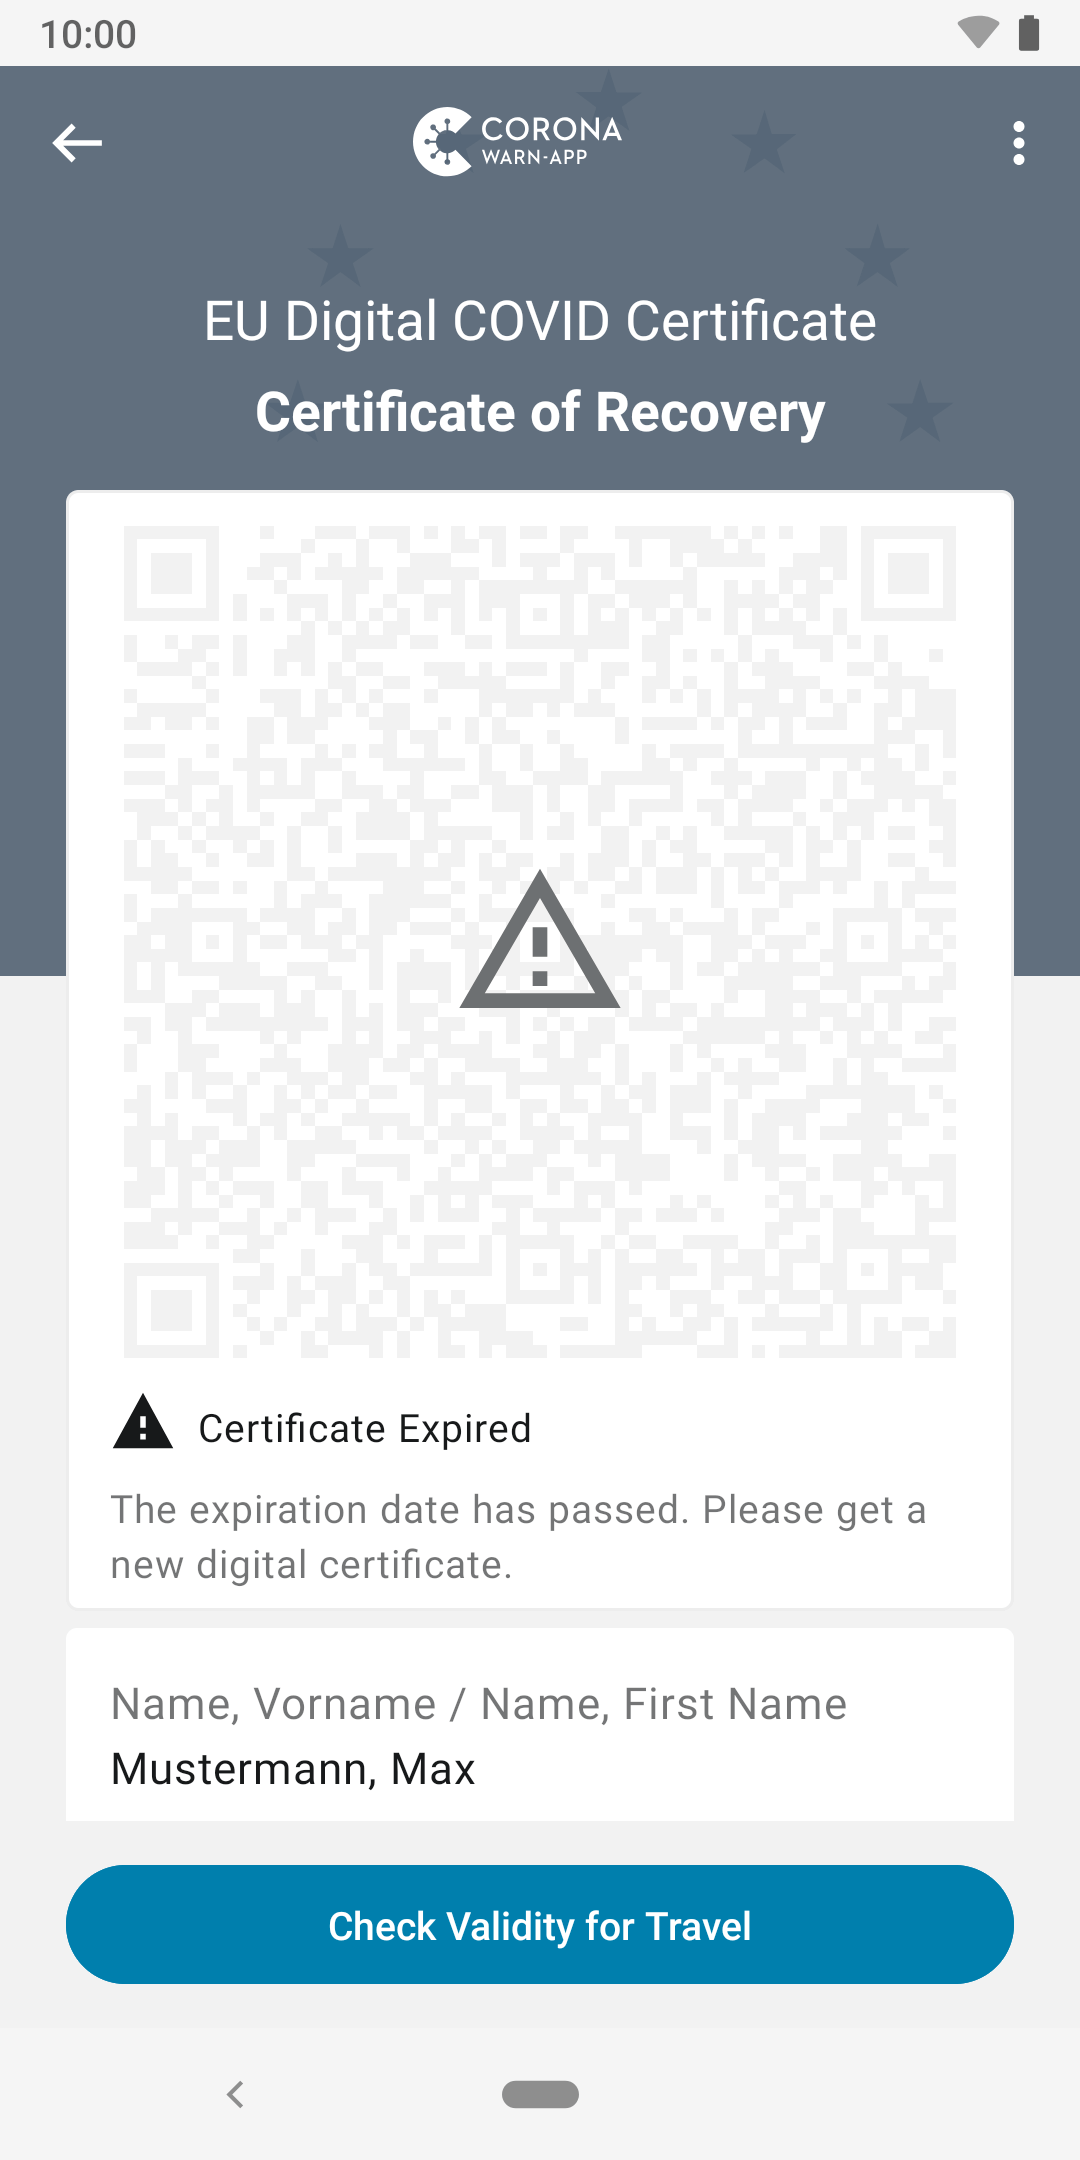 10:00
CORONA
WARN-APP
EU Digital COVID Certificate
Certificate of Recovery
Certificate Expired
The expiration date has passed. Please get a
new digital certificate.
Name, Vorname / Name, First Name
Mustermann, Max
Check Validity for Travel